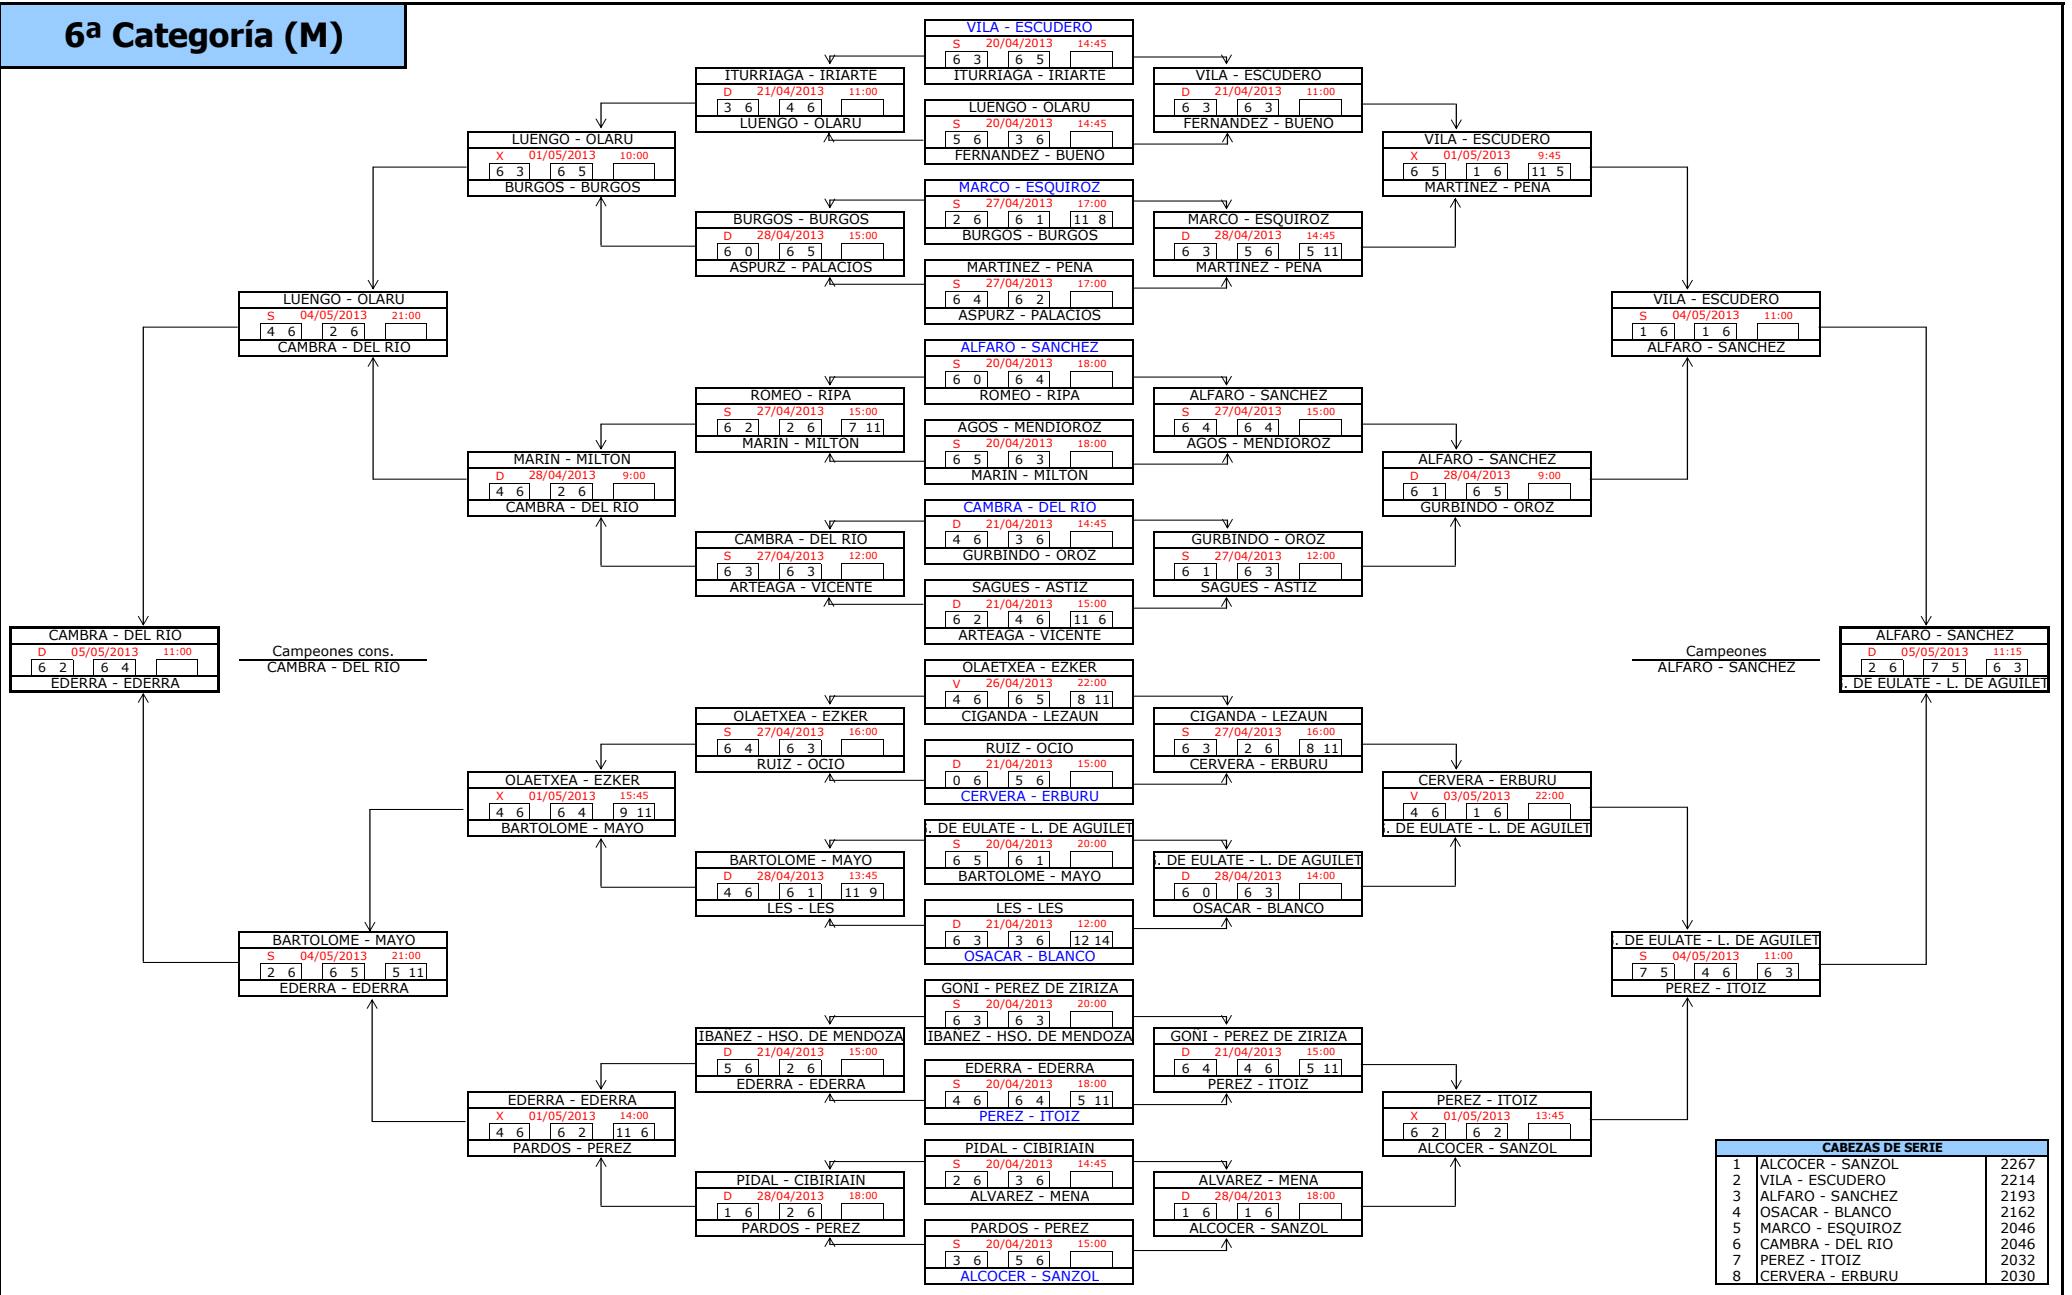 6ª Categoría (M)
VILA - ESCUDERO
S 20/04/2013 14:45
6 3 6 5
ITURRIAGA - IRIARTE
LUENGO - OLARU
S 20/04/2013 14:45
5 6 3 6
FERNANDEZ - BUENO
MARCO - ESQUIROZ
S 27/04/2013 17:00
2 6 6 1 11 8
BURGOS - BURGOS
MARTINEZ - PENA
S 27/04/2013 17:00
6 4 6 2
ASPURZ - PALACIOS
ALFARO - SANCHEZ
S 20/04/2013 18:00
6 0 6 4
ROMEO - RIPA
AGOS - MENDIOROZ
S 20/04/2013 18:00
6 5 6 3
MARIN - MILTON
CAMBRA - DEL RIO
D 21/04/2013 14:45
4 6 3 6
GURBINDO - OROZ
SAGUES - ASTIZ
D 21/04/2013 15:00
6 2 4 6 11 6
ARTEAGA - VICENTE
OLAETXEA - EZKER
V 26/04/2013 22:00
4 6 6 5 8 11
CIGANDA - LEZAUN
RUIZ - OCIO
D 21/04/2013 15:00
0 6 5 6
CERVERA - ERBURU
. DE EULATE - L. DE AGUILET
S 20/04/2013 20:00
6 5 6 1
BARTOLOME - MAYO
LES - LES
D 21/04/2013 12:00
6 3 3 6 12 14
OSACAR - BLANCO
GOÑI - PEREZ DE ZIRIZA
S 20/04/2013 20:00
6 3 6 3
IBAÑEZ - HSO. DE MENDOZA
EDERRA - EDERRA
S 20/04/2013 18:00
4 6 6 4 5 11
PEREZ - ITOIZ
PIDAL - CIBIRIAIN
S 20/04/2013 14:45
2 6 3 6
ALVAREZ - MENA
PARDOS - PEREZ
S 20/04/2013 15:00
3 6 5 6
ALCOCER - SANZOL
ITURRIAGA - IRIARTE
D 21/04/2013 11:00
3 6 4 6
LUENGO - OLARU
BURGOS - BURGOS
D 28/04/2013 15:00
6 0 6 5
ASPURZ - PALACIOS
ROMEO - RIPA
S 27/04/2013 15:00
6 2 2 6 7 11
MARIN - MILTON
CAMBRA - DEL RIO
S 27/04/2013 12:00
6 3 6 3
ARTEAGA - VICENTE
OLAETXEA - EZKER
S 27/04/2013 16:00
6 4 6 3
RUIZ - OCIO
BARTOLOME - MAYO
D 28/04/2013 13:45
4 6 6 1 11 9
LES - LES
IBAÑEZ - HSO. DE MENDOZA
D 21/04/2013 15:00
5 6 2 6
EDERRA - EDERRA
PIDAL - CIBIRIAIN
D 28/04/2013 18:00
1 6 2 6
PARDOS - PEREZ
LUENGO - OLARU
X 01/05/2013 10:00
6 3 6 5
BURGOS - BURGOS
MARIN - MILTON
D 28/04/2013 9:00
4 6 2 6
CAMBRA - DEL RIO
OLAETXEA - EZKER
X 01/05/2013 15:45
4 6 6 4 9 11
BARTOLOME - MAYO
EDERRA - EDERRA
X 01/05/2013 14:00
4 6 6 2 11 6
PARDOS - PEREZ
LUENGO - OLARU
S 04/05/2013 21:00
4 6 2 6
CAMBRA - DEL RIO
BARTOLOME - MAYO
S 04/05/2013 21:00
2 6 6 5 5 11
EDERRA - EDERRA
CAMBRA - DEL RIO
D 05/05/2013 11:00
6 2 6 4
EDERRA - EDERRA
Campeones cons.
CAMBRA - DEL RIO
VILA - ESCUDERO
D 21/04/2013 11:00
6 3 6 3
FERNANDEZ - BUENO
MARCO - ESQUIROZ
D 28/04/2013 14:45
6 3 5 6 5 11
MARTINEZ - PENA
ALFARO - SANCHEZ
S 27/04/2013 15:00
6 4 6 4
AGOS - MENDIOROZ
GURBINDO - OROZ
S 27/04/2013 12:00
6 1 6 3
SAGUES - ASTIZ
CIGANDA - LEZAUN
S 27/04/2013 16:00
6 3 2 6 8 11
CERVERA - ERBURU
. DE EULATE - L. DE AGUILET
D 28/04/2013 14:00
6 0 6 3
OSACAR - BLANCO
GOÑI - PEREZ DE ZIRIZA
D 21/04/2013 15:00
6 4 4 6 5 11
PEREZ - ITOIZ
ALVAREZ - MENA
D 28/04/2013 18:00
1 6 1 6
ALCOCER - SANZOL
VILA - ESCUDERO
X 01/05/2013 9:45
6 5 1 6 11 5
MARTINEZ - PENA
ALFARO - SANCHEZ
D 28/04/2013 9:00
6 1 6 5
GURBINDO - OROZ
CERVERA - ERBURU
V 03/05/2013 22:00
4 6 1 6
. DE EULATE - L. DE AGUILET
PEREZ - ITOIZ
X 01/05/2013 13:45
6 2 6 2
ALCOCER - SANZOL
VILA - ESCUDERO
S 04/05/2013 11:00
1 6 1 6
ALFARO - SANCHEZ
. DE EULATE - L. DE AGUILET
S 04/05/2013 11:00
7 5 4 6 6 3
PEREZ - ITOIZ
Campeones
ALFARO - SANCHEZ
ALFARO - SANCHEZ
D 05/05/2013 11:15
2 6 7 5 6 3
. DE EULATE - L. DE AGUILET
CABEZAS DE SERIE
1 ALCOCER - SANZOL 2267
2 VILA - ESCUDERO 2214
3 ALFARO - SANCHEZ 2193
4 OSACAR - BLANCO 2162
5 MARCO - ESQUIROZ 2046
6 CAMBRA - DEL RIO 2046
7 PEREZ - ITOIZ 2032
8 CERVERA - ERBURU 2030